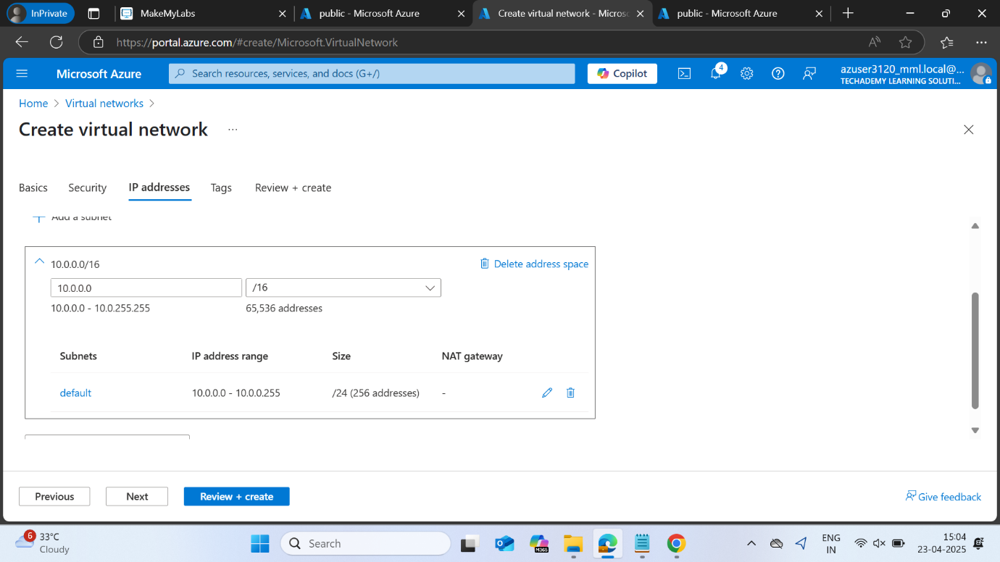 InPrivate
MakeMyLabs
public - Microsoft Azure
Create virtual network - Microso
public - Microsoft Azure
https://portal.azure.com/#create/Microsoft.VirtualNetwork
Microsoft Azure
Search resources, services, and docs (G+/)
Copilot
4
azuser3120_mml.local@...
TECHADEMY LEARNING SOLUTI...
Home > Virtual networks >
Create virtual network ...
Basics
Security
IP addresses
Tags
Review + create
Add a subnet
10.0.0.0/16
Delete address space
10.0.0.0
/16
10.0.0.0 - 10.0.255.255
65,536 addresses
Subnets IP address range Size NAT gateway
default 10.0.0.0 - 10.0.0.255 /24 (256 addresses) -
Previous
Next
Review + create
Give feedback
6
33°C
Cloudy
Search
M365
ENG
IN
15:04
23-04-2025